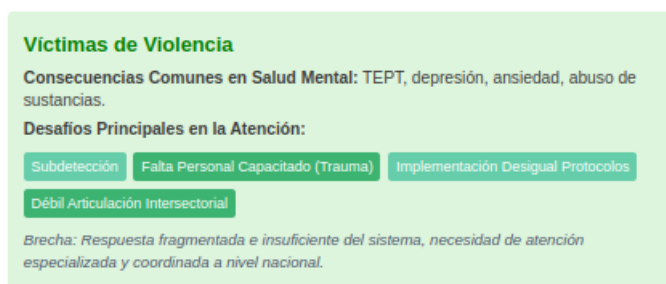 Víctimas de Violencia
Consecuencias Comunes en Salud Mental: TEPT, depresión, ansiedad, abuso de
sustancias.
Desafíos Principales en la Atención:
Subdetección Falta Personal Capacitado (Trauma) Implementación Desigual Protocolos
Débil Articulación Intersectorial
Brecha: Respuesta fragmentada e insuficiente del sistema, necesidad de atención
especializada y coordinada a nivel nacional.